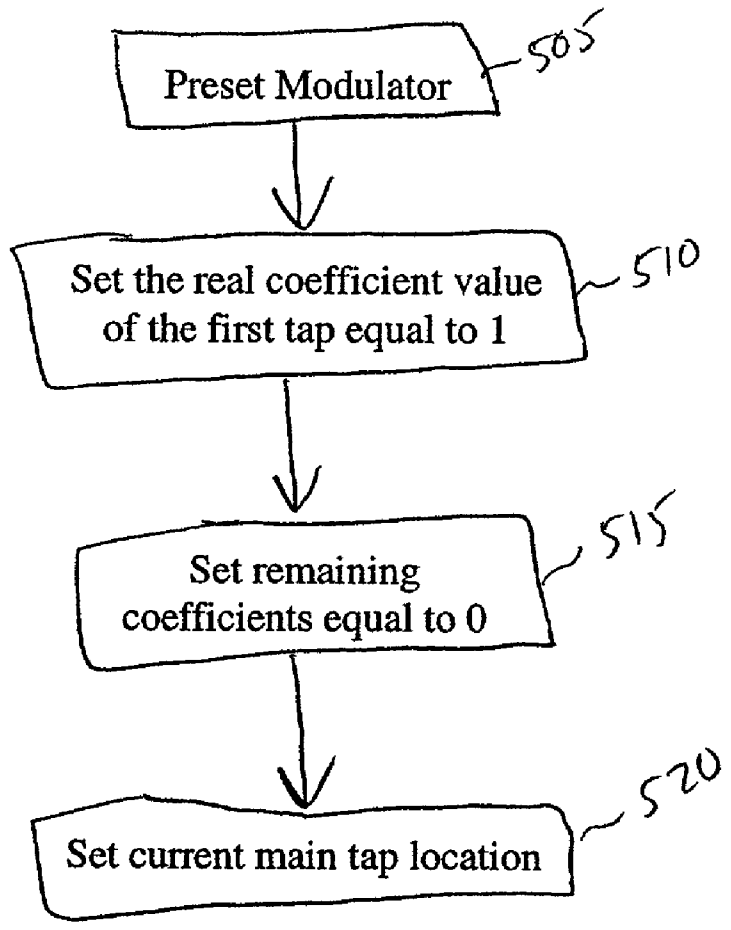 505
Preset Modulator
510
Set the real coefficient value
of the first tap equal to 1
515
Set remaining
coefficients equal to 0
520
Set current main tap location